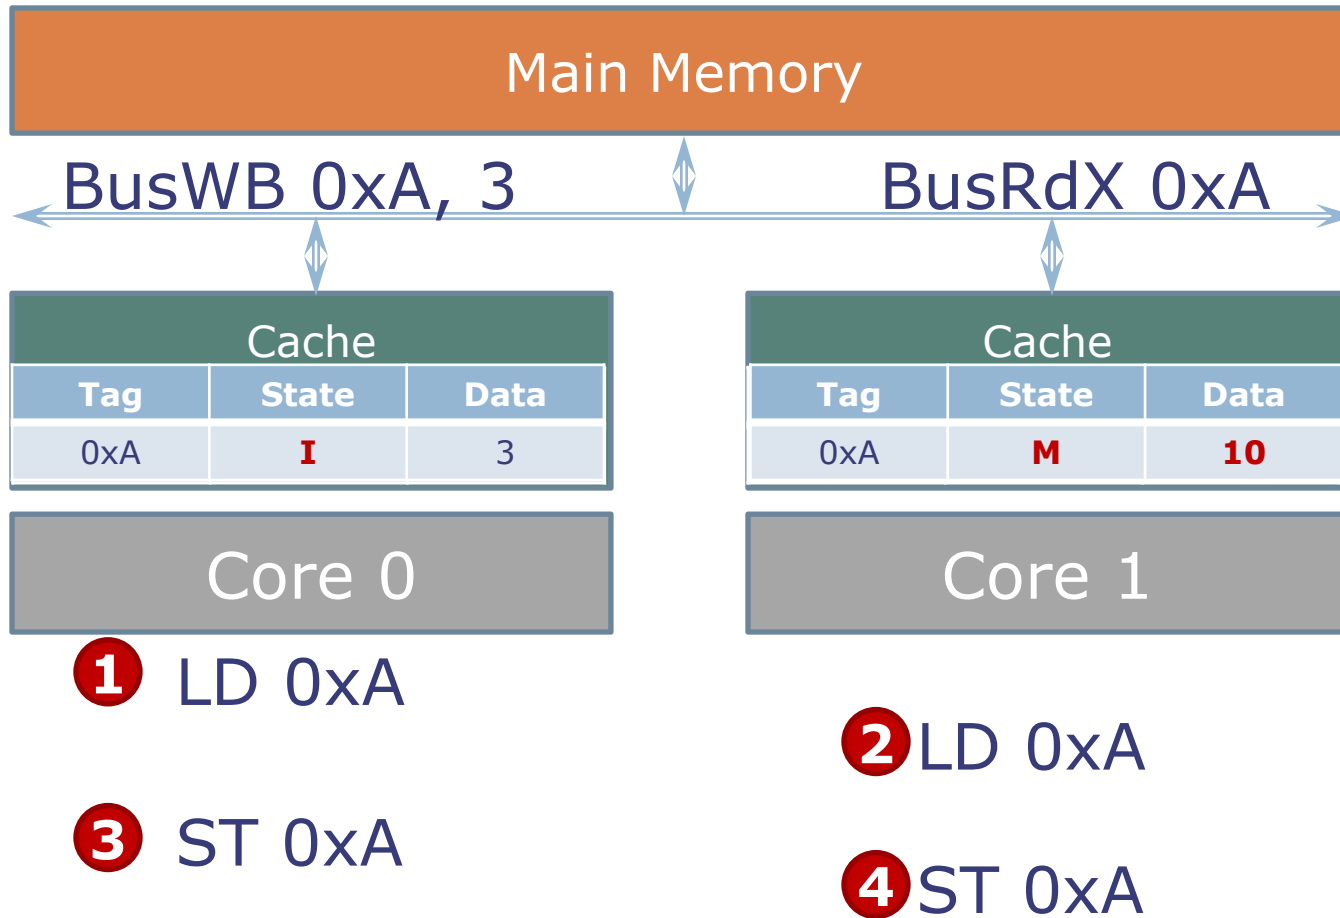 Main Memory
BusWB 0xA, 3
BusRdX 0xA
Cache
Tag State Data
0xA I 3
Cache
Tag State Data
0xA M 10
Core 0
Core 1
1 LD 0xA
2 LD 0xA
3 ST 0xA
4 ST 0xA